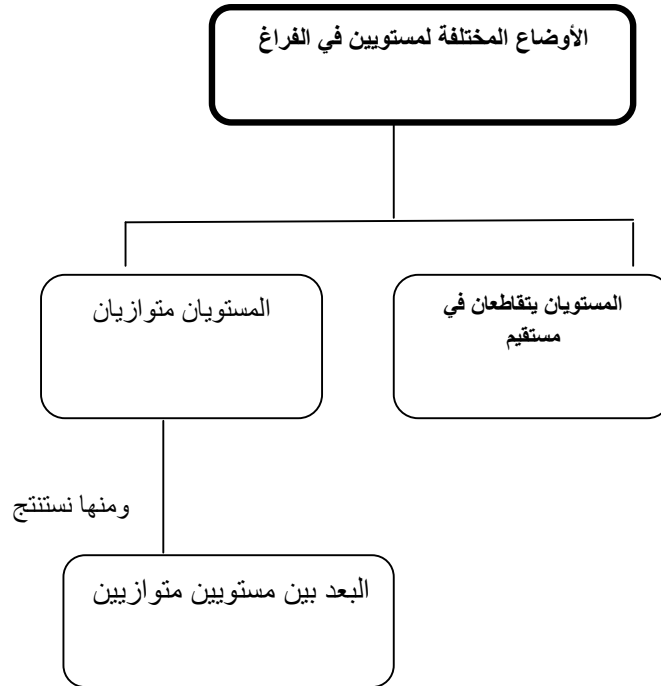 الأوضاع المختلفة لمستويين في الفراغ
المستويان يتقاطعان في
مستقيم
المستويان متوازيان
ومنها نستنتج
البعد بين مستويين متوازيين